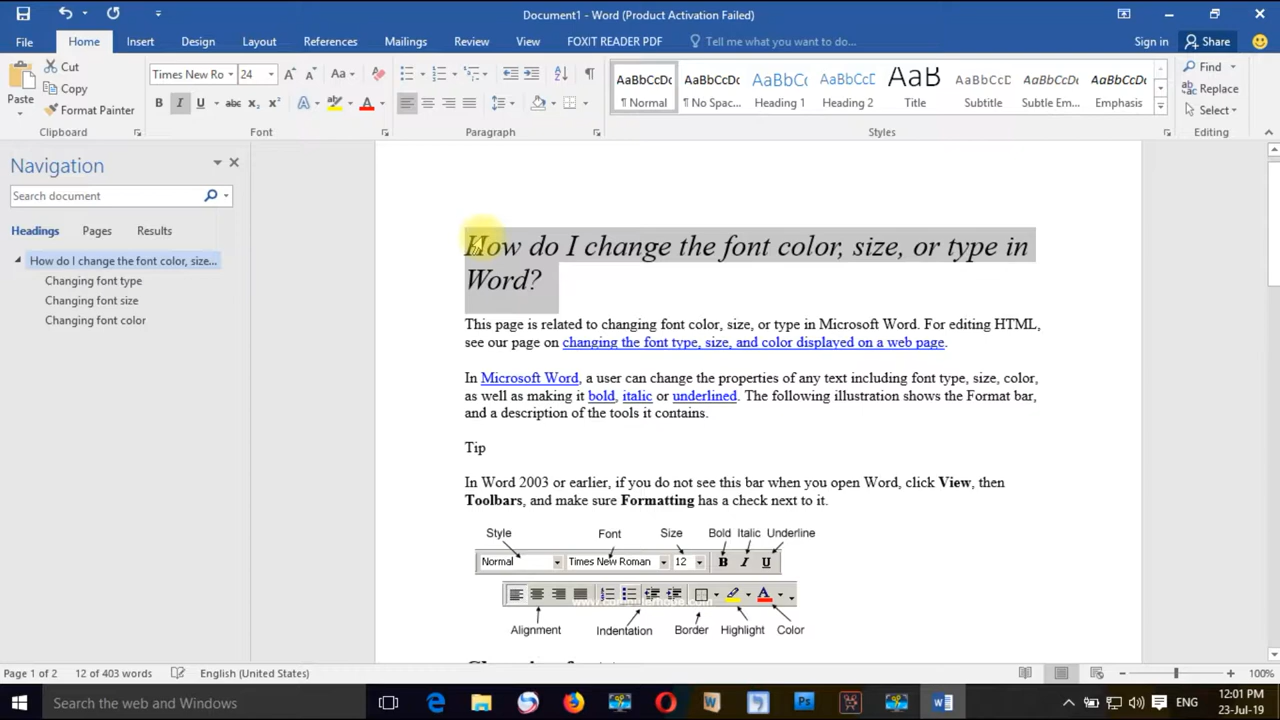 Document1 - Word (Product Activation Failed)
File Home Insert Design Layout References Mailings Review View FOXIT READER PDF Tell me what you want to do... Sign in Share
Paste Cut Copy Format Painter
Times New Ro 24 Aa
B I U abc X₂ X² A A
AaBbCcDc ¶ Normal
AaBbCcDc ¶ No Spac...
AaBbCc Heading 1
AaBbCcD Heading 2
AaB Title
AaBbCcD Subtitle
AaBbCcDt Subtle Em...
AaBbCcDt Emphasis
Find
Replace
Select
Clipboard Font Paragraph Styles Editing
Navigation
Search document
Headings Pages Results
How do I change the font color, size...
Changing font type
Changing font size
Changing font color
How do I change the font color, size, or type in
Word?
This page is related to changing font color, size, or type in Microsoft Word. For editing HTML,
see our page on changing the font type, size, and color displayed on a web page.
In Microsoft Word, a user can change the properties of any text including font type, size, color,
as well as making it bold, italic or underlined. The following illustration shows the Format bar,
and a description of the tools it contains.
Tip
In Word 2003 or earlier, if you do not see this bar when you open Word, click View, then
Toolbars, and make sure Formatting has a check next to it.
Style Font Size Bold Italic Underline
Normal Times New Roman 12 B I U
Alignment Indentation Border Highlight Color
Page 1 of 2 12 of 403 words English (United States) 100%
Search the web and Windows
ENG
12:01 PM
23-Jul-19